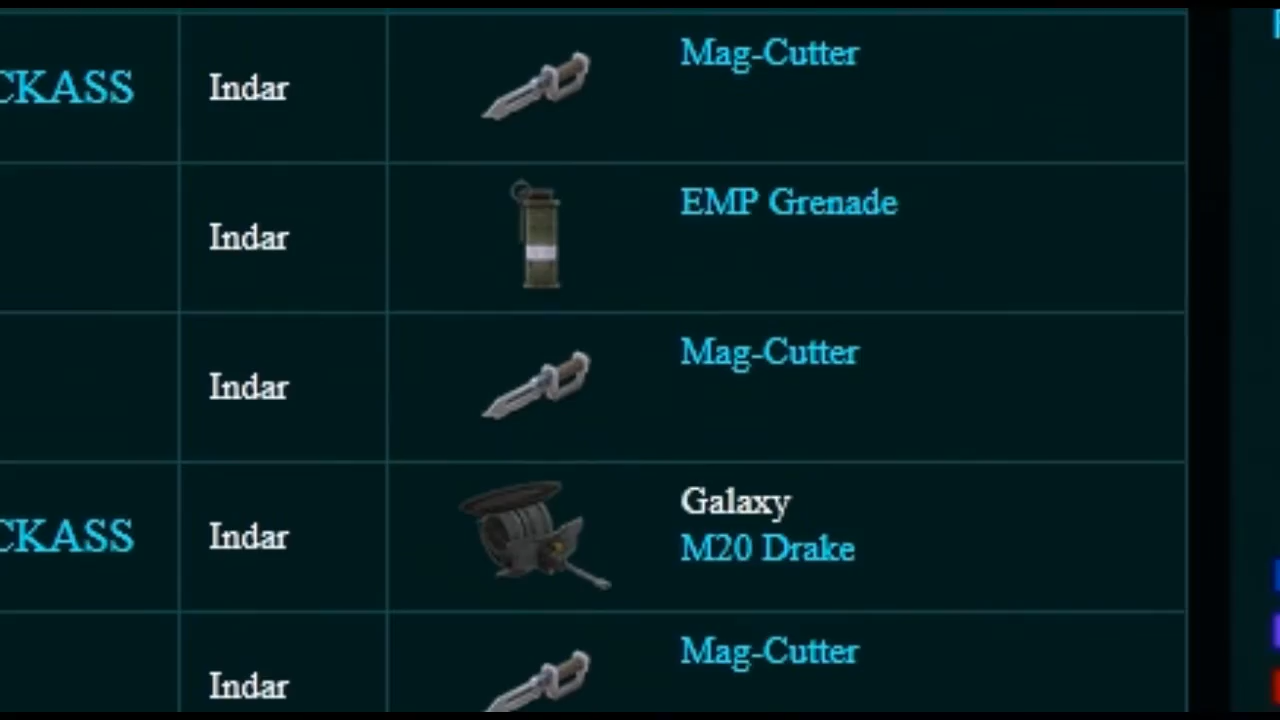 CKASS Indar Mag-Cutter
Indar EMP Grenade
Indar Mag-Cutter
CKASS Indar Galaxy
M20 Drake
Indar Mag-Cutter